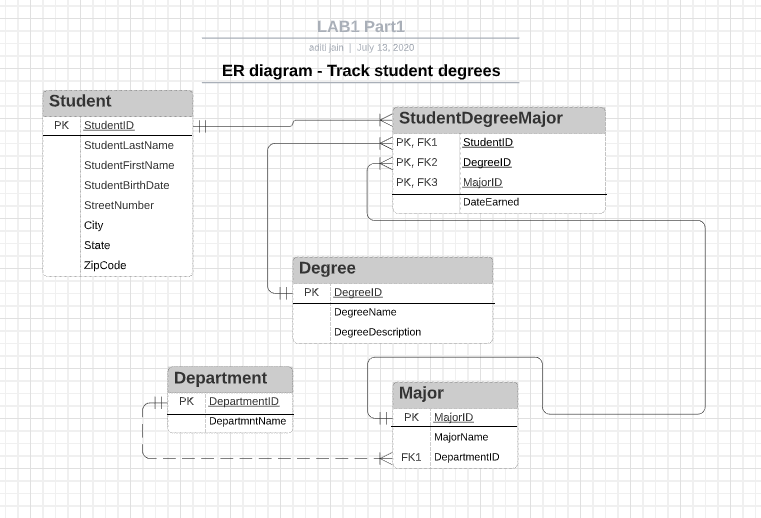 LAB1 Part1
aditi jain | July 13, 2020
ER diagram - Track student degrees
Student
PK StudentID
StudentLastName
StudentFirstName
StudentBirthDate
StreetNumber
City
State
ZipCode
StudentDegreeMajor
PK, FK1 StudentID
PK, FK2 DegreeID
PK, FK3 MajorID
DateEarned
Degree
PK DegreeID
DegreeName
DegreeDescription
Department
PK DepartmentID
DepartmntName
Major
PK MajorID
MajorName
FK1 DepartmentID